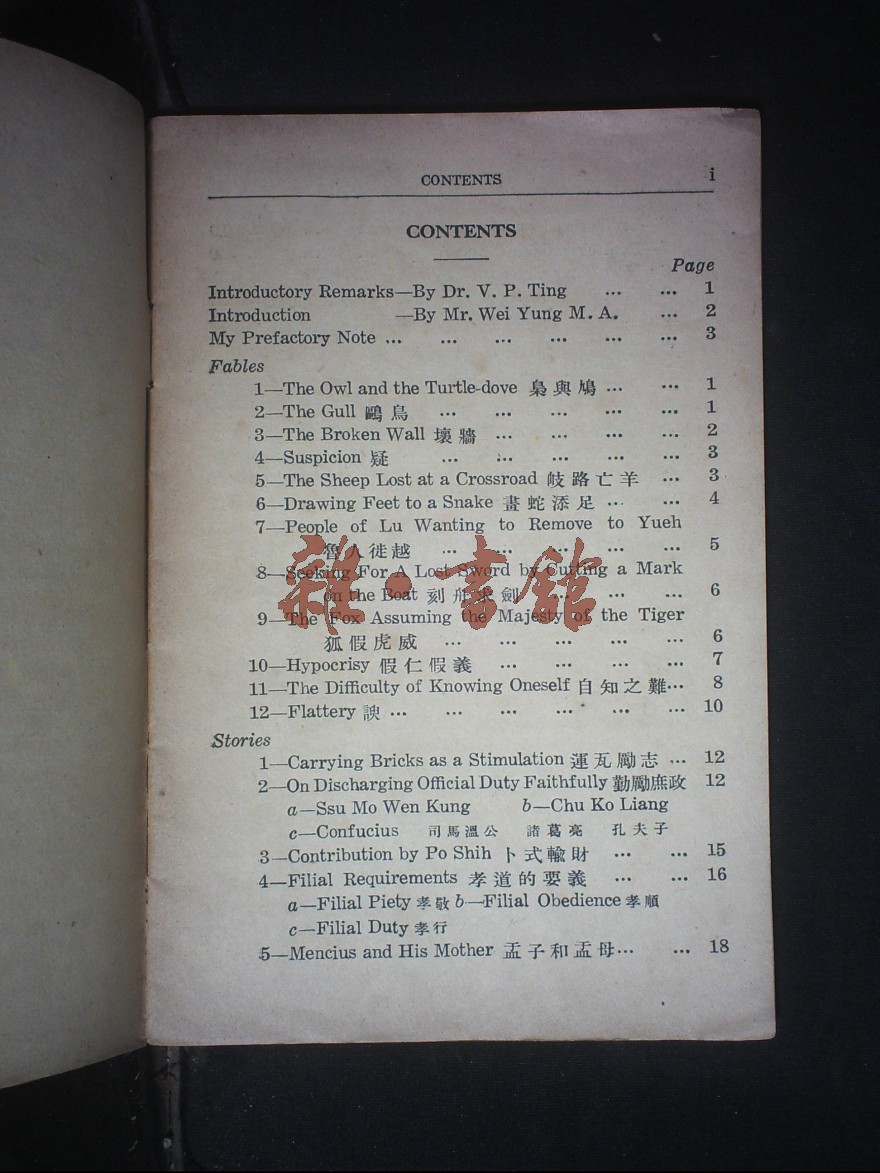 CONTENTS i
CONTENTS
Page
Introductory Remarks—By Dr. V. P. Ting ... ... 1
Introduction —By Mr. Wei Yung M. A. ... 2
My Prefactory Note ... ... ... ... ... ... 3
Fables
1—The Owl and the Turtle-dove 梟與鳩 ... ... 1
2—The Gull 鷗鳥 ... ... ... ... ... 1
3—The Broken Wall 壞牆 ... ... ... ... 2
4—Suspicion 疑 ... ... ... ... ... 3
5—The Sheep Lost at a Crossroad 岐路亡羊 ... 3
6—Drawing Feet to a Snake 畫蛇添足 ... ... 4
7—People of Lu Wanting to Remove to Yueh
魯人徙越 ... ... ... ... ... 5
8—Seeking For A Lost Sword by Cutting a Mark
on the Boat 刻舟求劍 ... ... ... 6
9—The Fox Assuming the Majesty of the Tiger
狐假虎威 ... ... ... ... ... 6
10—Hypocrisy 假仁假義 ... ... ... ... 7
11—The Difficulty of Knowing Oneself 自知之難... 8
12—Flattery 諛 ... ... ... ... ... ... 10
Stories
1—Carrying Bricks as a Stimulation 運瓦勵志 ... 12
2—On Discharging Official Duty Faithfully 勤勵庶政 12
a—Ssu Mo Wen Kung b—Chu Ko Liang
c—Confucius 司馬溫公 諸葛亮 孔夫子
3—Contribution by Po Shih 卜式輸財 ... ... 15
4—Filial Requirements 孝道的要義 ... ... 16
a—Filial Piety 孝敬 b—Filial Obedience 孝順
c—Filial Duty 孝行
5—Mencius and His Mother 孟子和孟母... ... 18
雜·書館